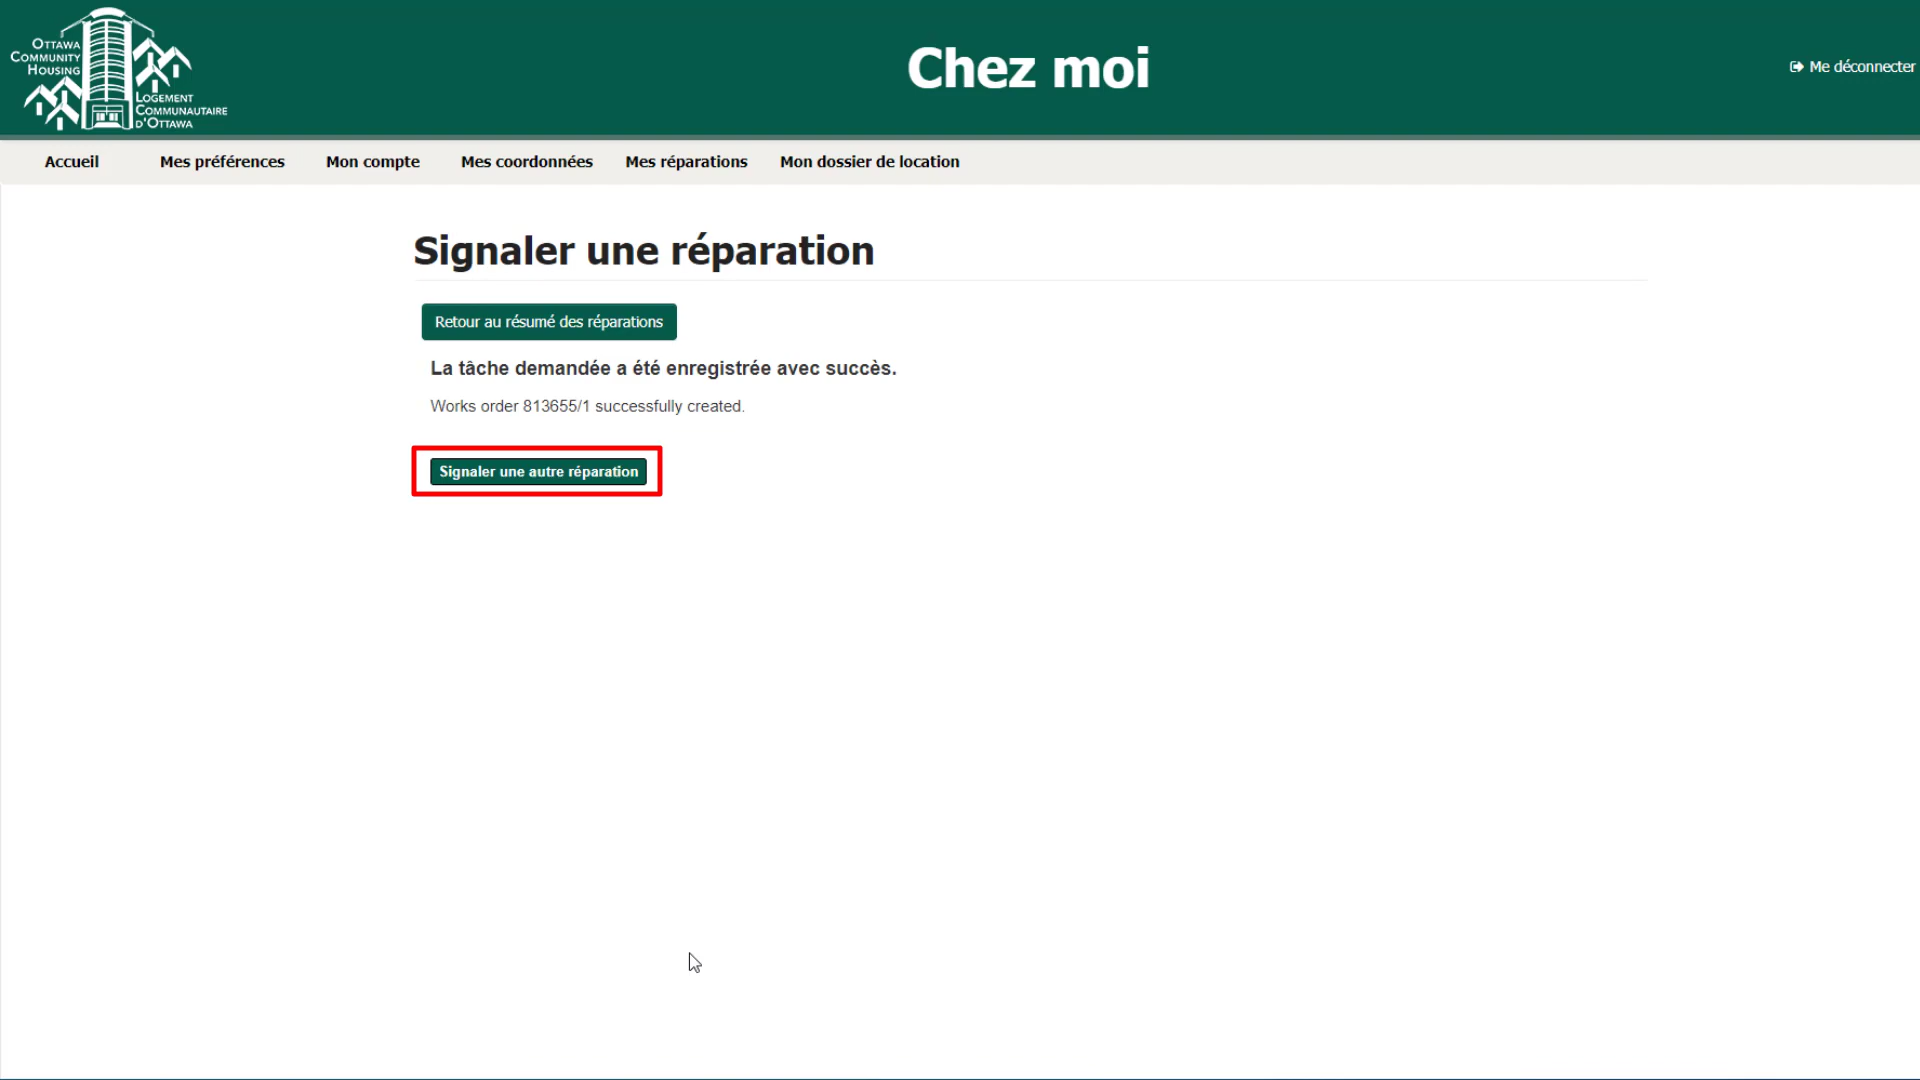 OTTAWA
COMMUNITY
HOUSING
LOGEMENT
COMMUNAUTAIRE
D'OTTAWA
Chez moi
Me déconnecter
Accueil Mes préférences Mon compte Mes coordonnées Mes réparations Mon dossier de location
Signaler une réparation
Retour au résumé des réparations
La tâche demandée a été enregistrée avec succès.
Works order 813655/1 successfully created.
Signaler une autre réparation